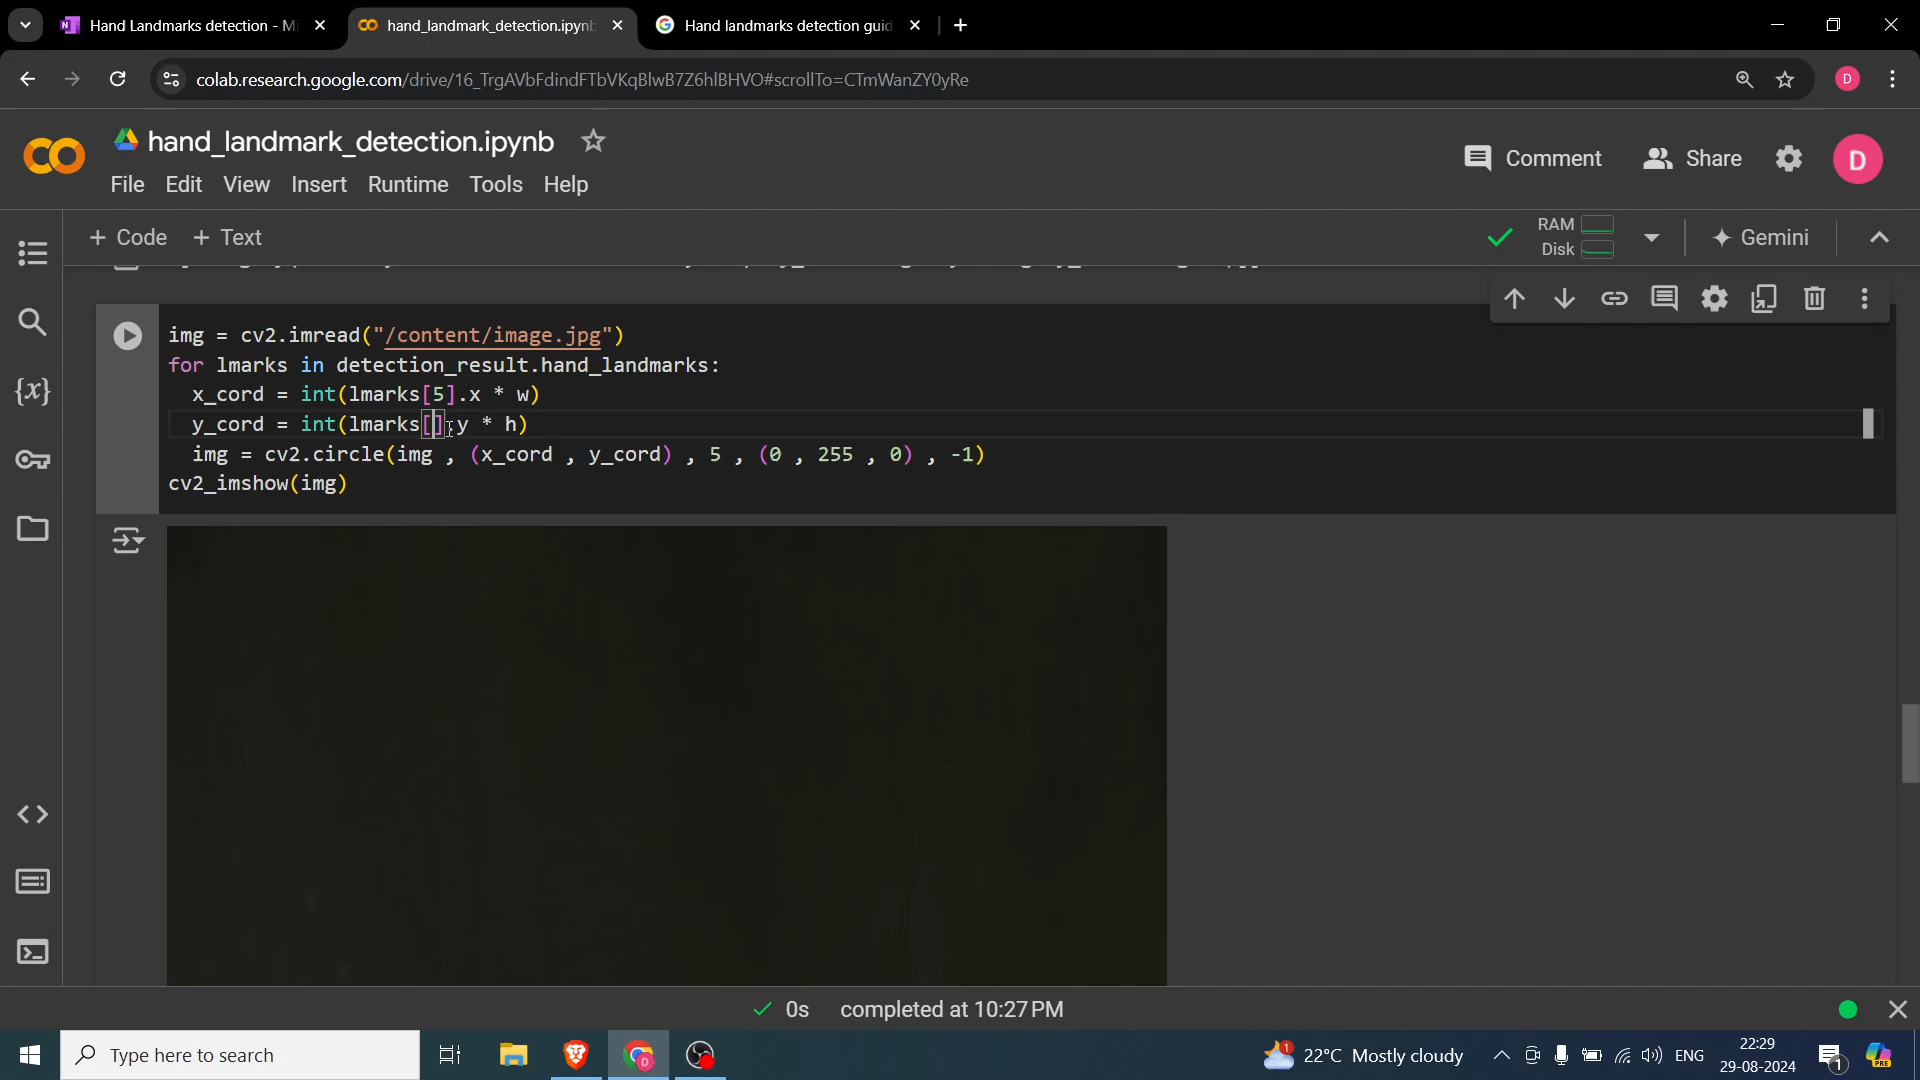 Hand Landmarks detection - Mi
hand_landmark_detection.ipynb
Hand landmarks detection guid
colab.research.google.com/drive/16_TrgAVbFdindFTbVKqBlwB7Z6hlBHVO#scrollTo=CTmWanZY0yRe
D
hand_landmark_detection.ipynb
File Edit View Insert Runtime Tools Help
Comment
Share
D
+ Code + Text
RAM
Disk
Gemini
img = cv2.imread("/content/image.jpg")
for lmarks in detection_result.hand_landmarks:
x_cord = int(lmarks[5].x * w)
y_cord = int(lmarks[].y * h)
img = cv2.circle(img , (x_cord , y_cord) , 5 , (0 , 255 , 0) , -1)
cv2_imshow(img)
{x}
0s completed at 10:27 PM
Type here to search
D
1
22°C Mostly cloudy
ENG
22:29
29-08-2024
1
PRE